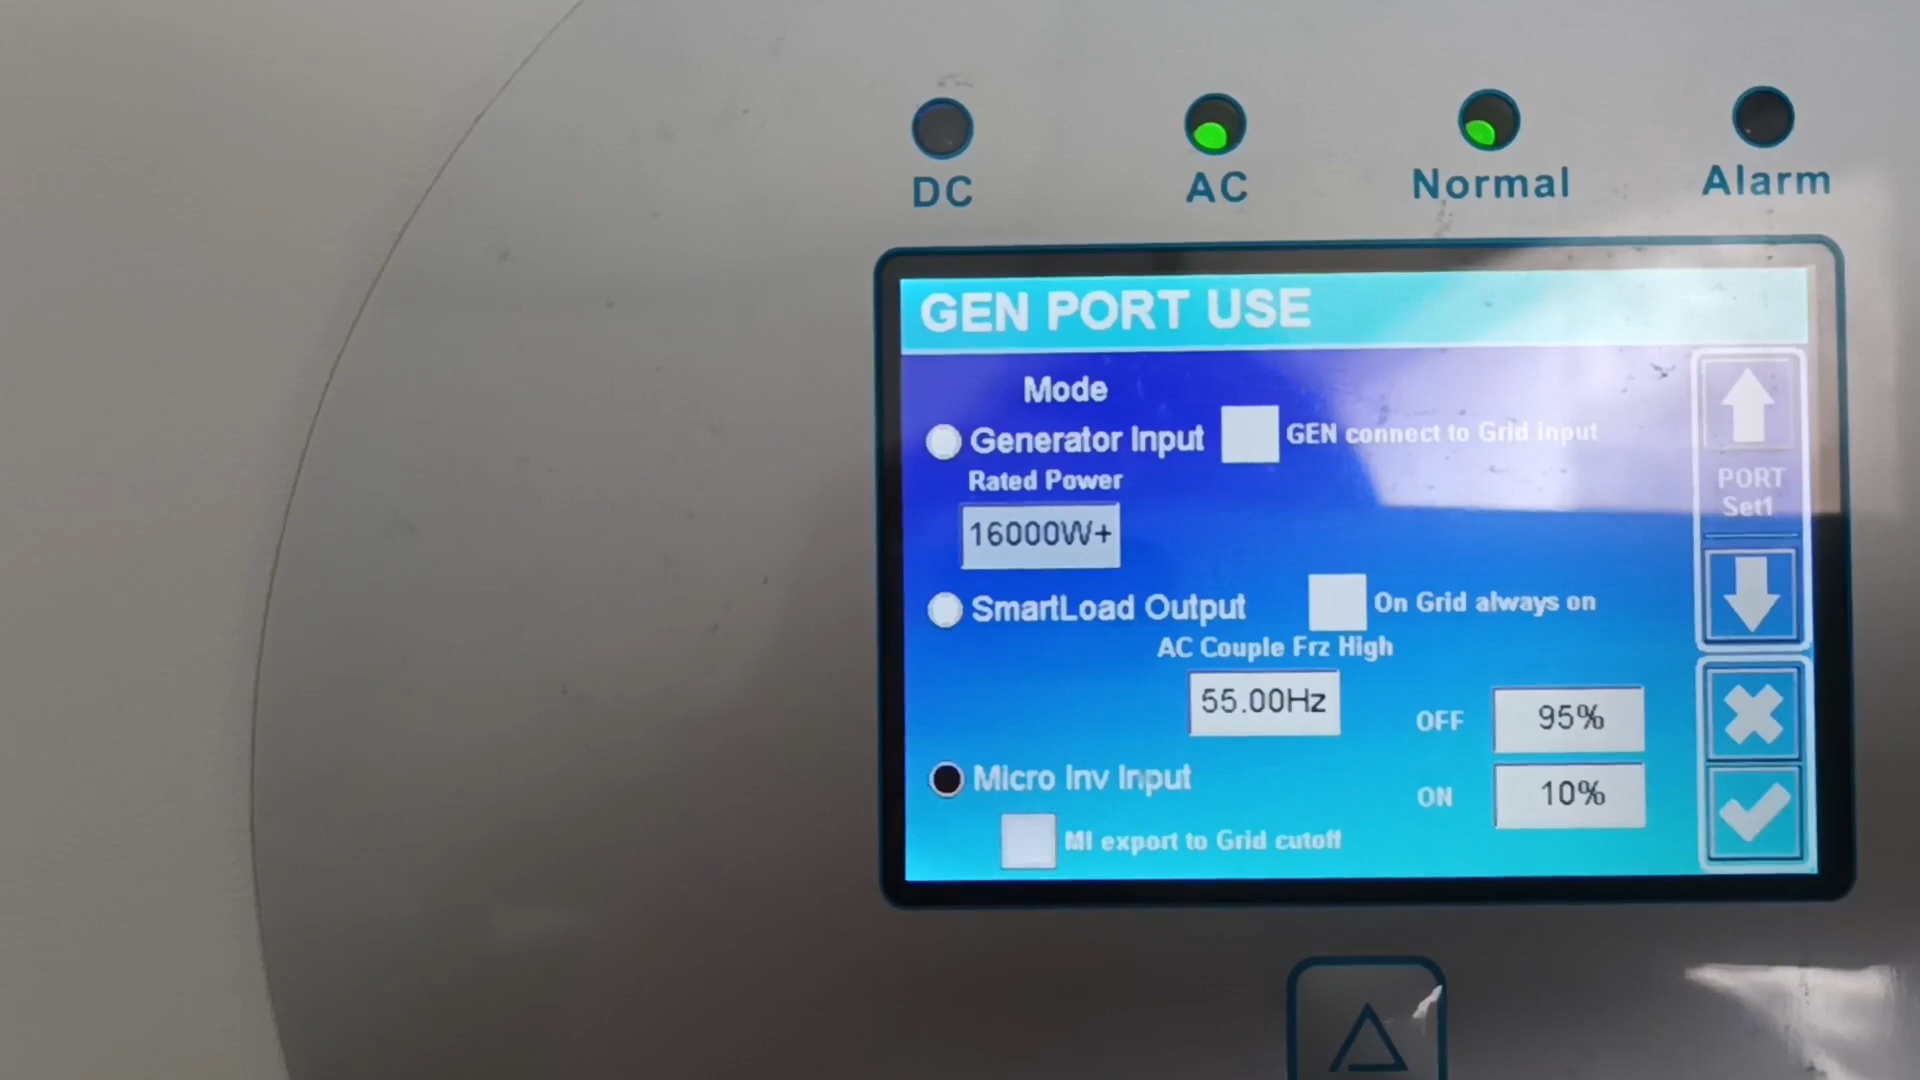 DC AC Normal Alarm
GEN PORT USE
Mode
Generator Input GEN connect to Grid input
Rated Power
16000W+
PORT
Set1
SmartLoad Output On Grid always on
AC Couple Frz High
55.00Hz
OFF 95%
Micro Inv Input
ON 10%
MI export to Grid cutoff